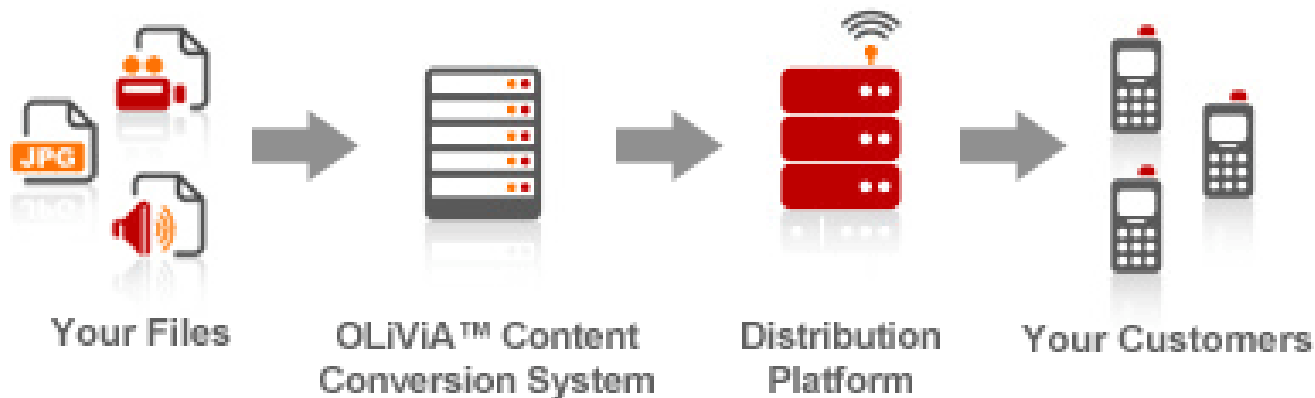 JPG
Your Files
OLiViA™ Content
Conversion System
Distribution
Platform
Your Customers